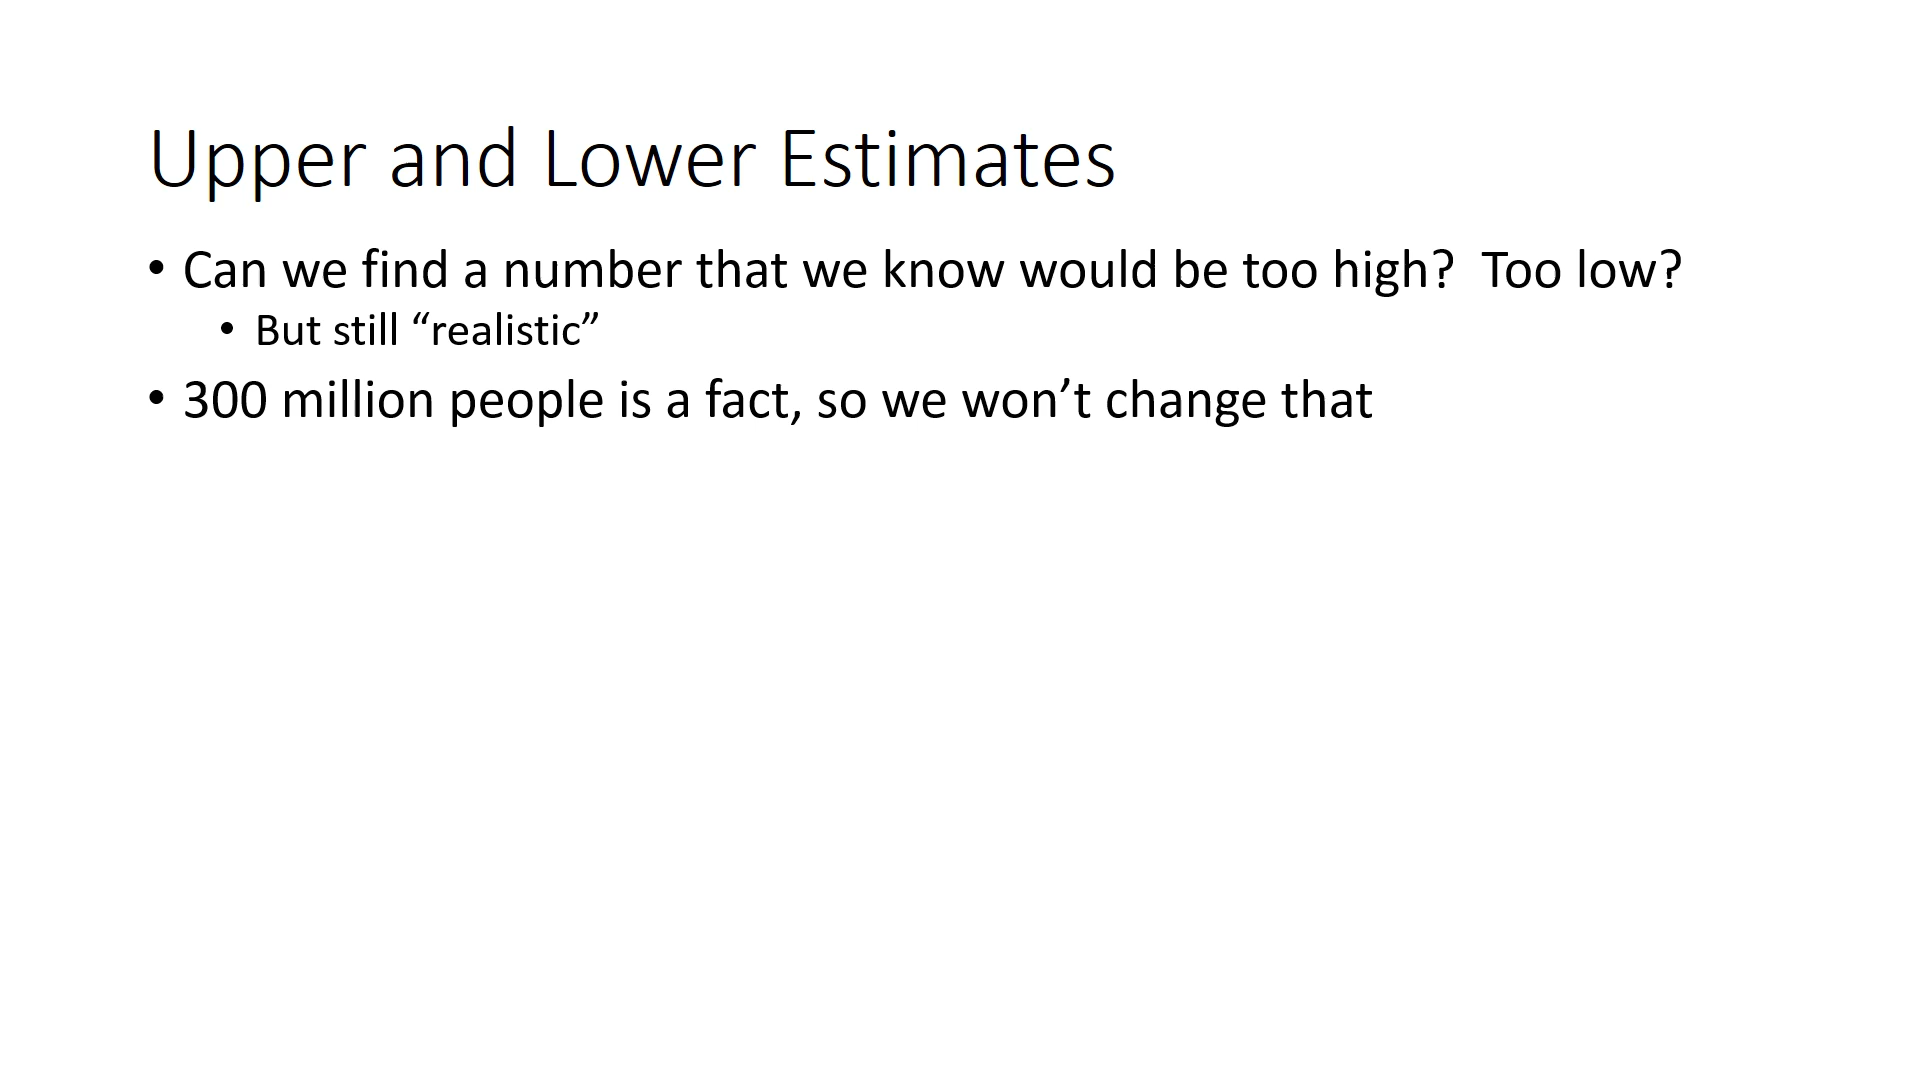 Upper and Lower Estimates
• Can we find a number that we know would be too high?  Too low?
• But still “realistic”
• 300 million people is a fact, so we won’t change that